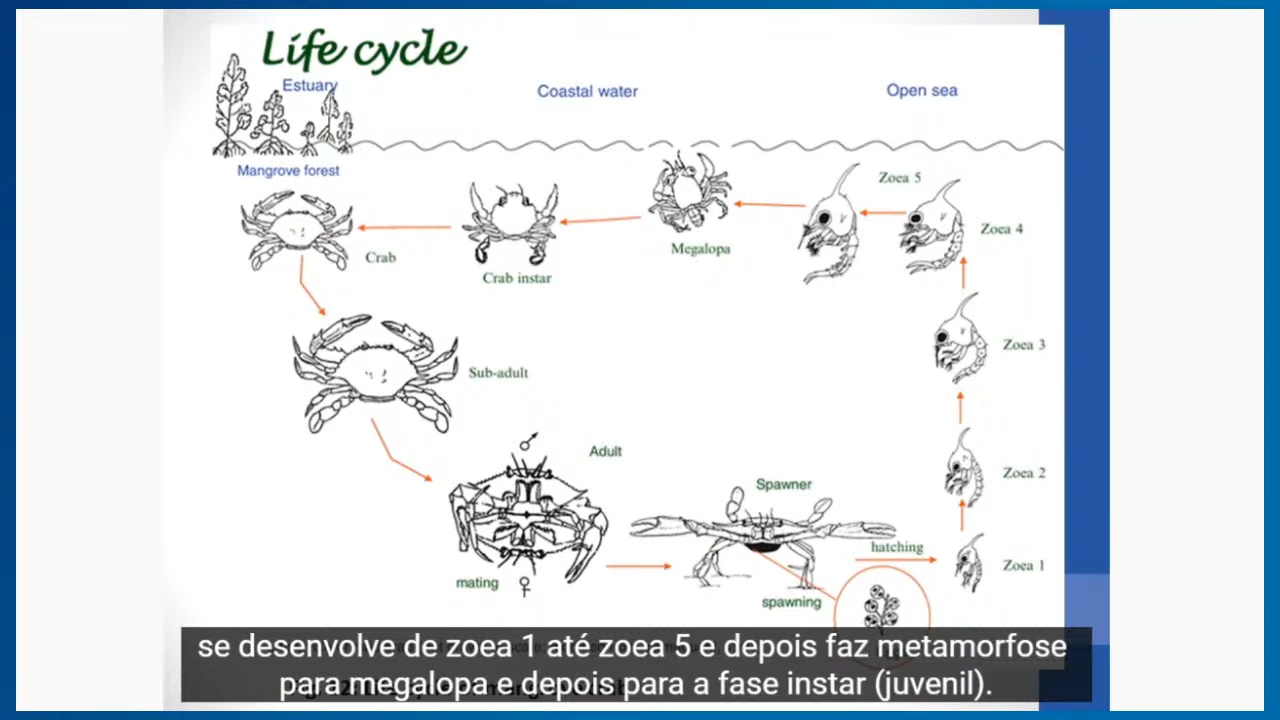 Life cycle
Estuary
Coastal water
Open sea
Mangrove forest
Zoea 5
Zoea 4
Crab
Crab instar
Megalopa
Zoea 3
Sub-adult
Adult
Zoea 2
Spawner
hatching
Zoea 1
mating
spawning
se desenvolve de zoea 1 até zoea 5 e depois faz metamorfose
para megalopa e depois para a fase instar (juvenil).